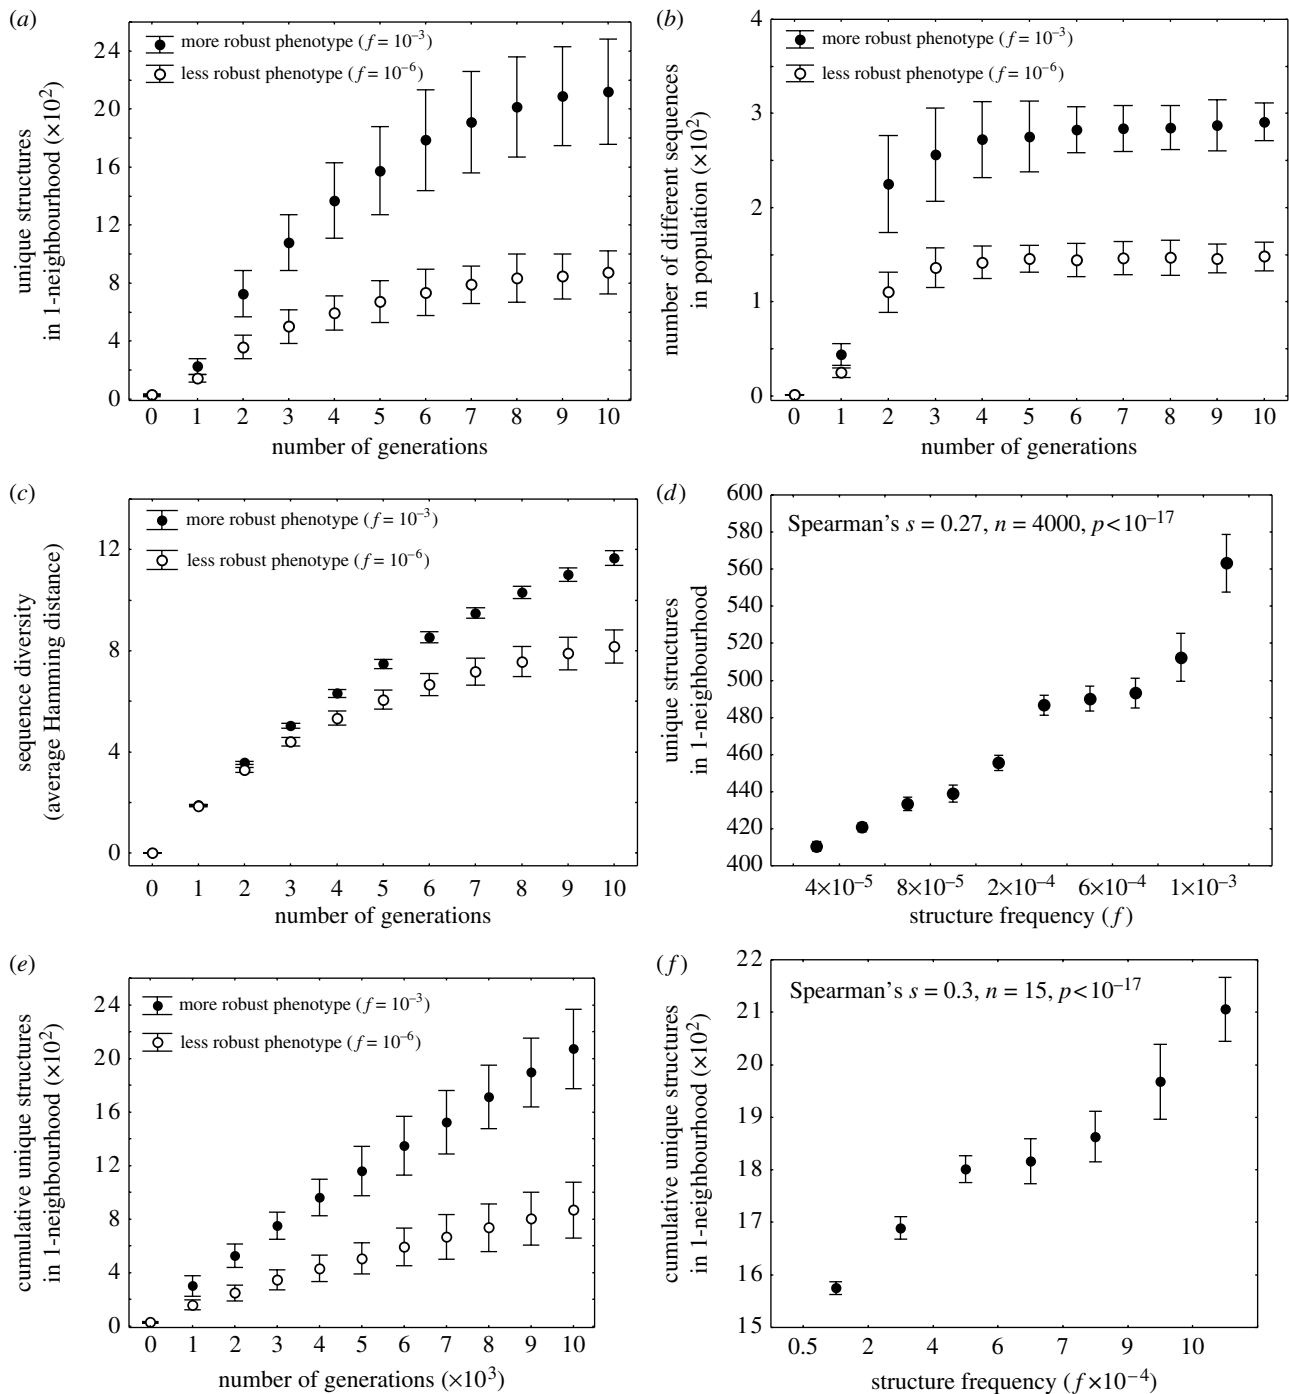 (a)
more robust phenotype (f = 10⁻³)
less robust phenotype (f = 10⁻⁶)
unique structures
in 1-neighbourhood (×10²)
24
20
16
12
8
4
0
0 1 2 3 4 5 6 7 8 9 10
number of generations
(b)
more robust phenotype (f = 10⁻³)
less robust phenotype (f = 10⁻⁶)
number of different sequences
in population (×10²)
4
3
2
1
0
0 1 2 3 4 5 6 7 8 9 10
number of generations
(c)
more robust phenotype (f = 10⁻³)
less robust phenotype (f = 10⁻⁶)
sequence diversity
(average Hamming distance)
12
8
4
0
0 1 2 3 4 5 6 7 8 9 10
number of generations
(d)
Spearman's s = 0.27, n = 4000, p<10⁻¹⁷
unique structures
in 1-neighbourhood
600
580
560
540
520
500
480
460
440
420
400
4×10⁻⁵ 8×10⁻⁵ 2×10⁻⁴ 6×10⁻⁴ 1×10⁻³
structure frequency (f)
(e)
more robust phenotype (f = 10⁻³)
less robust phenotype (f = 10⁻⁶)
cumulative unique structures
in 1-neighbourhood (×10²)
24
20
16
12
8
4
0
0 1 2 3 4 5 6 7 8 9 10
number of generations (×10³)
(f)
Spearman's s = 0.3, n = 15, p<10⁻¹⁷
cumulative unique structures
in 1-neighbourhood (×10²)
22
21
20
19
18
17
16
15
0.5 2 4 6 7 9 10
structure frequency (f×10⁻⁴)